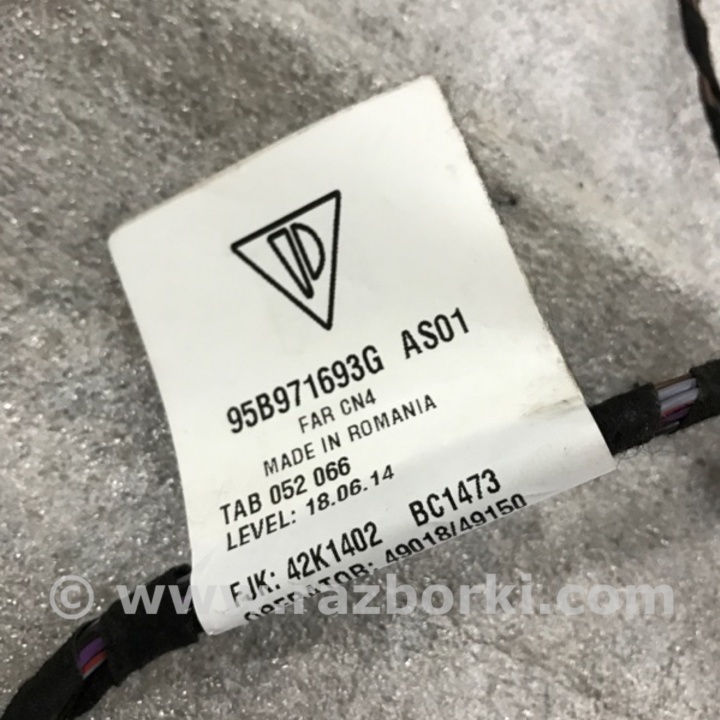 95B971693G AS01
FAR CN4
MADE IN ROMANIA
TAB 052 066
LEVEL: 18.06.14
FJK: 42K1402 BC1473
OPERATOR: 49018/49150
© www.razborki.com